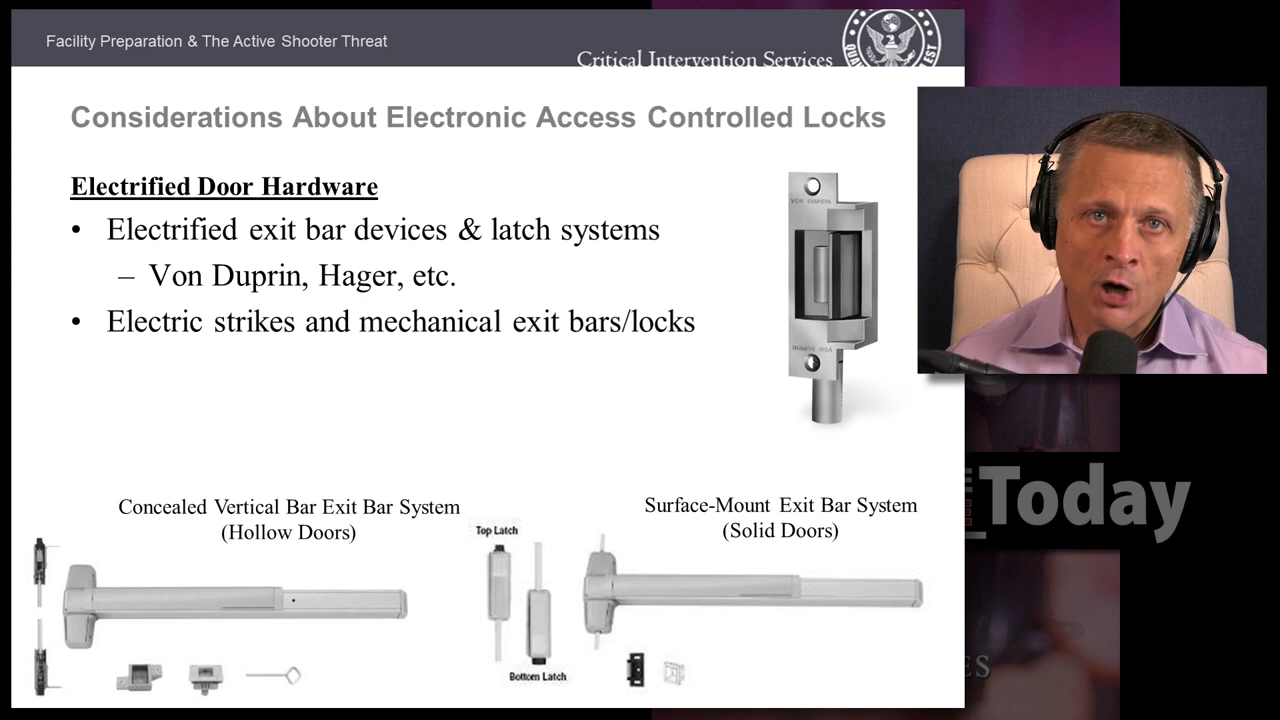 Facility Preparation & The Active Shooter Threat
Critical Intervention Services
Considerations About Electronic Access Controlled Locks
Electrified Door Hardware
• Electrified exit bar devices & latch systems
– Von Duprin, Hager, etc.
• Electric strikes and mechanical exit bars/locks
VON DUPRIN
Concealed Vertical Bar Exit Bar System
(Hollow Doors)
Surface-Mount Exit Bar System
(Solid Doors)
Top Latch
Bottom Latch
Today
ES